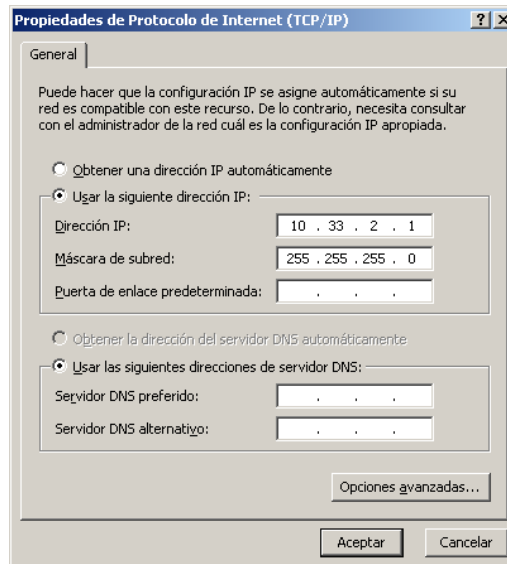 Propiedades de Protocolo de Internet (TCP/IP)
General
Puede hacer que la configuración IP se asigne automáticamente si su
red es compatible con este recurso. De lo contrario, necesita consultar
con el administrador de la red cuál es la configuración IP apropiada.
Obtener una dirección IP automáticamente
Usar la siguiente dirección IP:
Dirección IP: 10 . 33 . 2 . 1
Máscara de subred: 255 . 255 . 255 . 0
Puerta de enlace predeterminada: . . .
Obtener la dirección del servidor DNS automáticamente
Usar las siguientes direcciones de servidor DNS:
Servidor DNS preferido: . . .
Servidor DNS alternativo: . . .
Opciones avanzadas...
Aceptar Cancelar